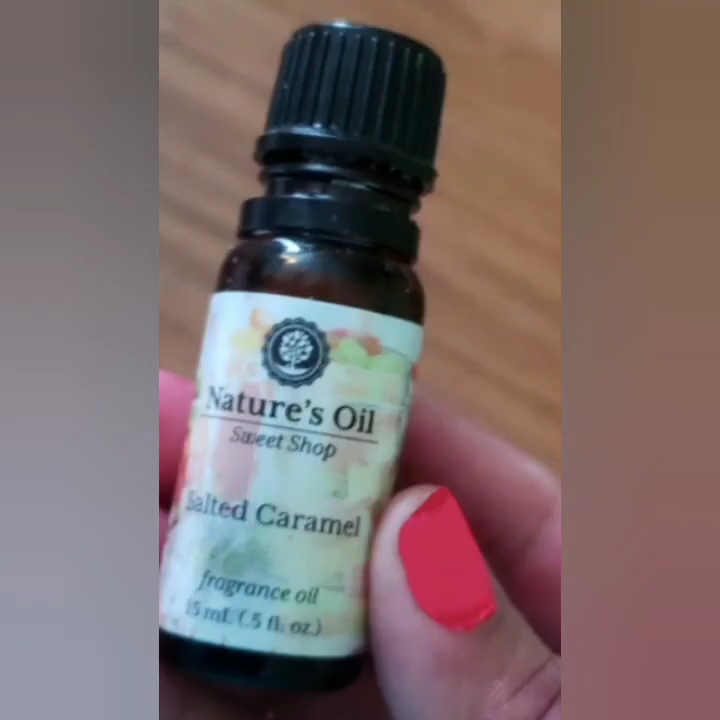 Nature's Oil
Sweet Shop
Salted Caramel
fragrance oil
15 mL (.5 fl. oz.)